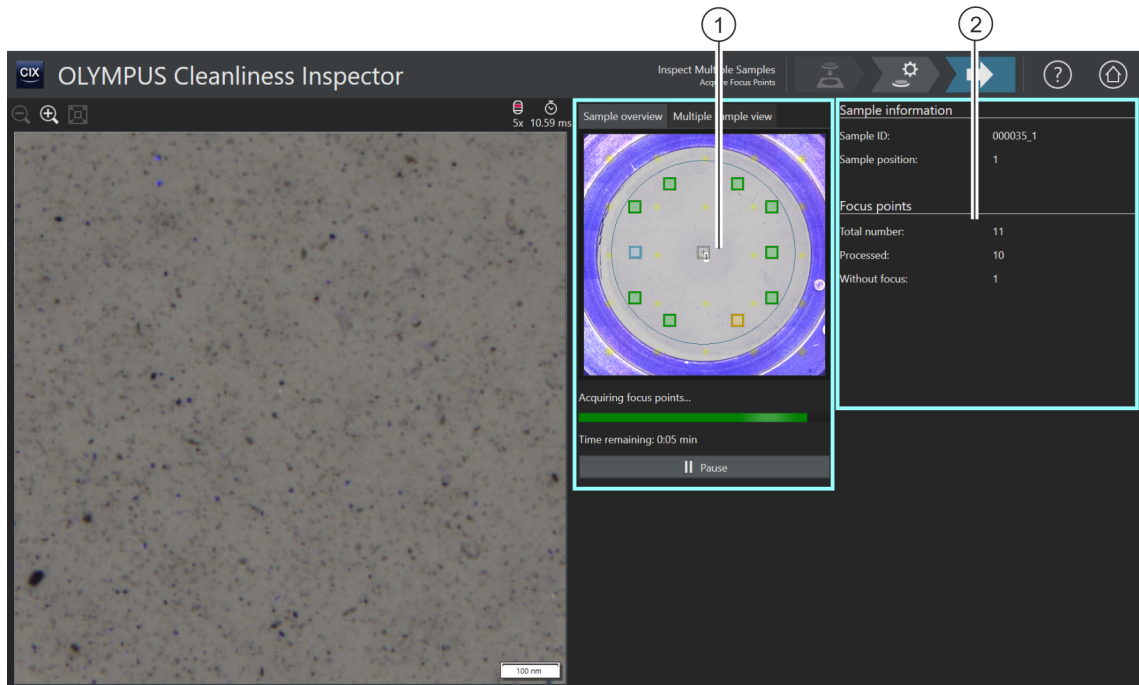 1
2
CIX
OLYMPUS Cleanliness Inspector
Inspect Multiple Samples
Acquire Focus Points
?
5x 10.59 ms
Sample overview
Multiple sample view
1
Acquiring focus points...
Time remaining: 0:05 min
Pause
Sample information
Sample ID: 000035_1
Sample position: 1
Focus points
Total number: 11
Processed: 10
Without focus: 1
100 nm